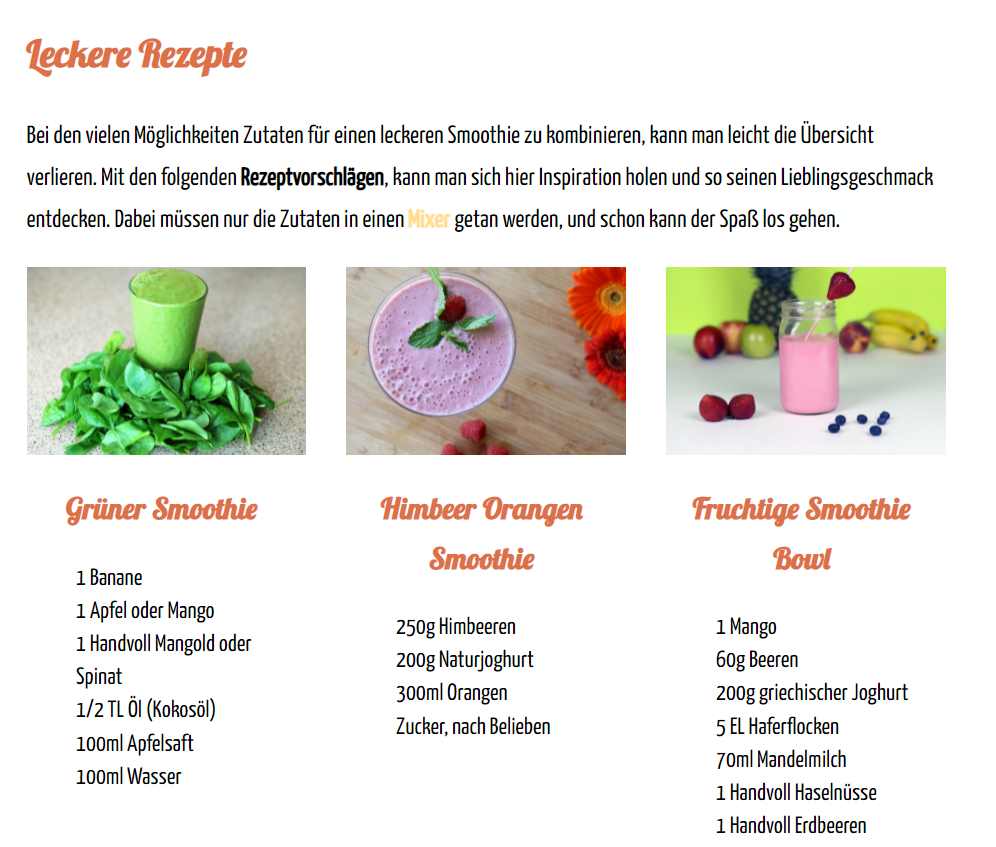 Leckere Rezepte
Bei den vielen Möglichkeiten Zutaten für einen leckeren Smoothie zu kombinieren, kann man leicht die Übersicht
verlieren. Mit den folgenden Rezeptvorschlägen, kann man sich hier Inspiration holen und so seinen Lieblingsgeschmack
entdecken. Dabei müssen nur die Zutaten in einen Mixer getan werden, und schon kann der Spaß los gehen.
Grüner Smoothie
1 Banane
1 Apfel oder Mango
1 Handvoll Mangold oder
Spinat
1/2 TL Öl (Kokosöl)
100ml Apfelsaft
100ml Wasser
Himbeer Orangen
Smoothie
250g Himbeeren
200g Naturjoghurt
300ml Orangen
Zucker, nach Belieben
Fruchtige Smoothie
Bowl
1 Mango
60g Beeren
200g griechischer Joghurt
5 EL Haferflocken
70ml Mandelmilch
1 Handvoll Haselnüsse
1 Handvoll Erdbeeren